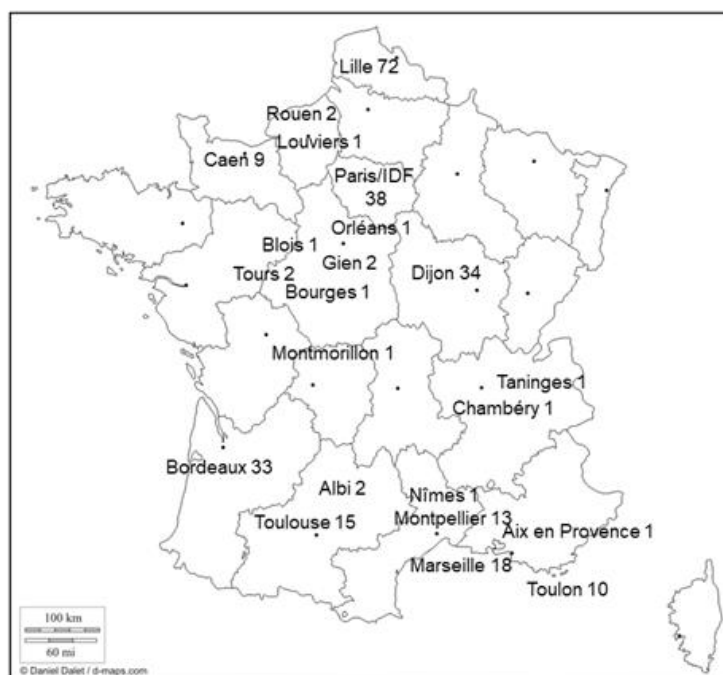 Lille 72
Rouen 2
Louviers 1
Caen 9
Paris/IDF
38
Orléans 1
Blois 1
Gien 2
Tours 2
Dijon 34
Bourges 1
Montmorillon 1
Taninges 1
Chambéry 1
Bordeaux 33
Albi 2
Nîmes 1
Montpellier 13
Toulouse 15
Aix en Provence 1
Marseille 18
Toulon 10
100 km
60 mi
© Daniel Dalet / d-maps.com